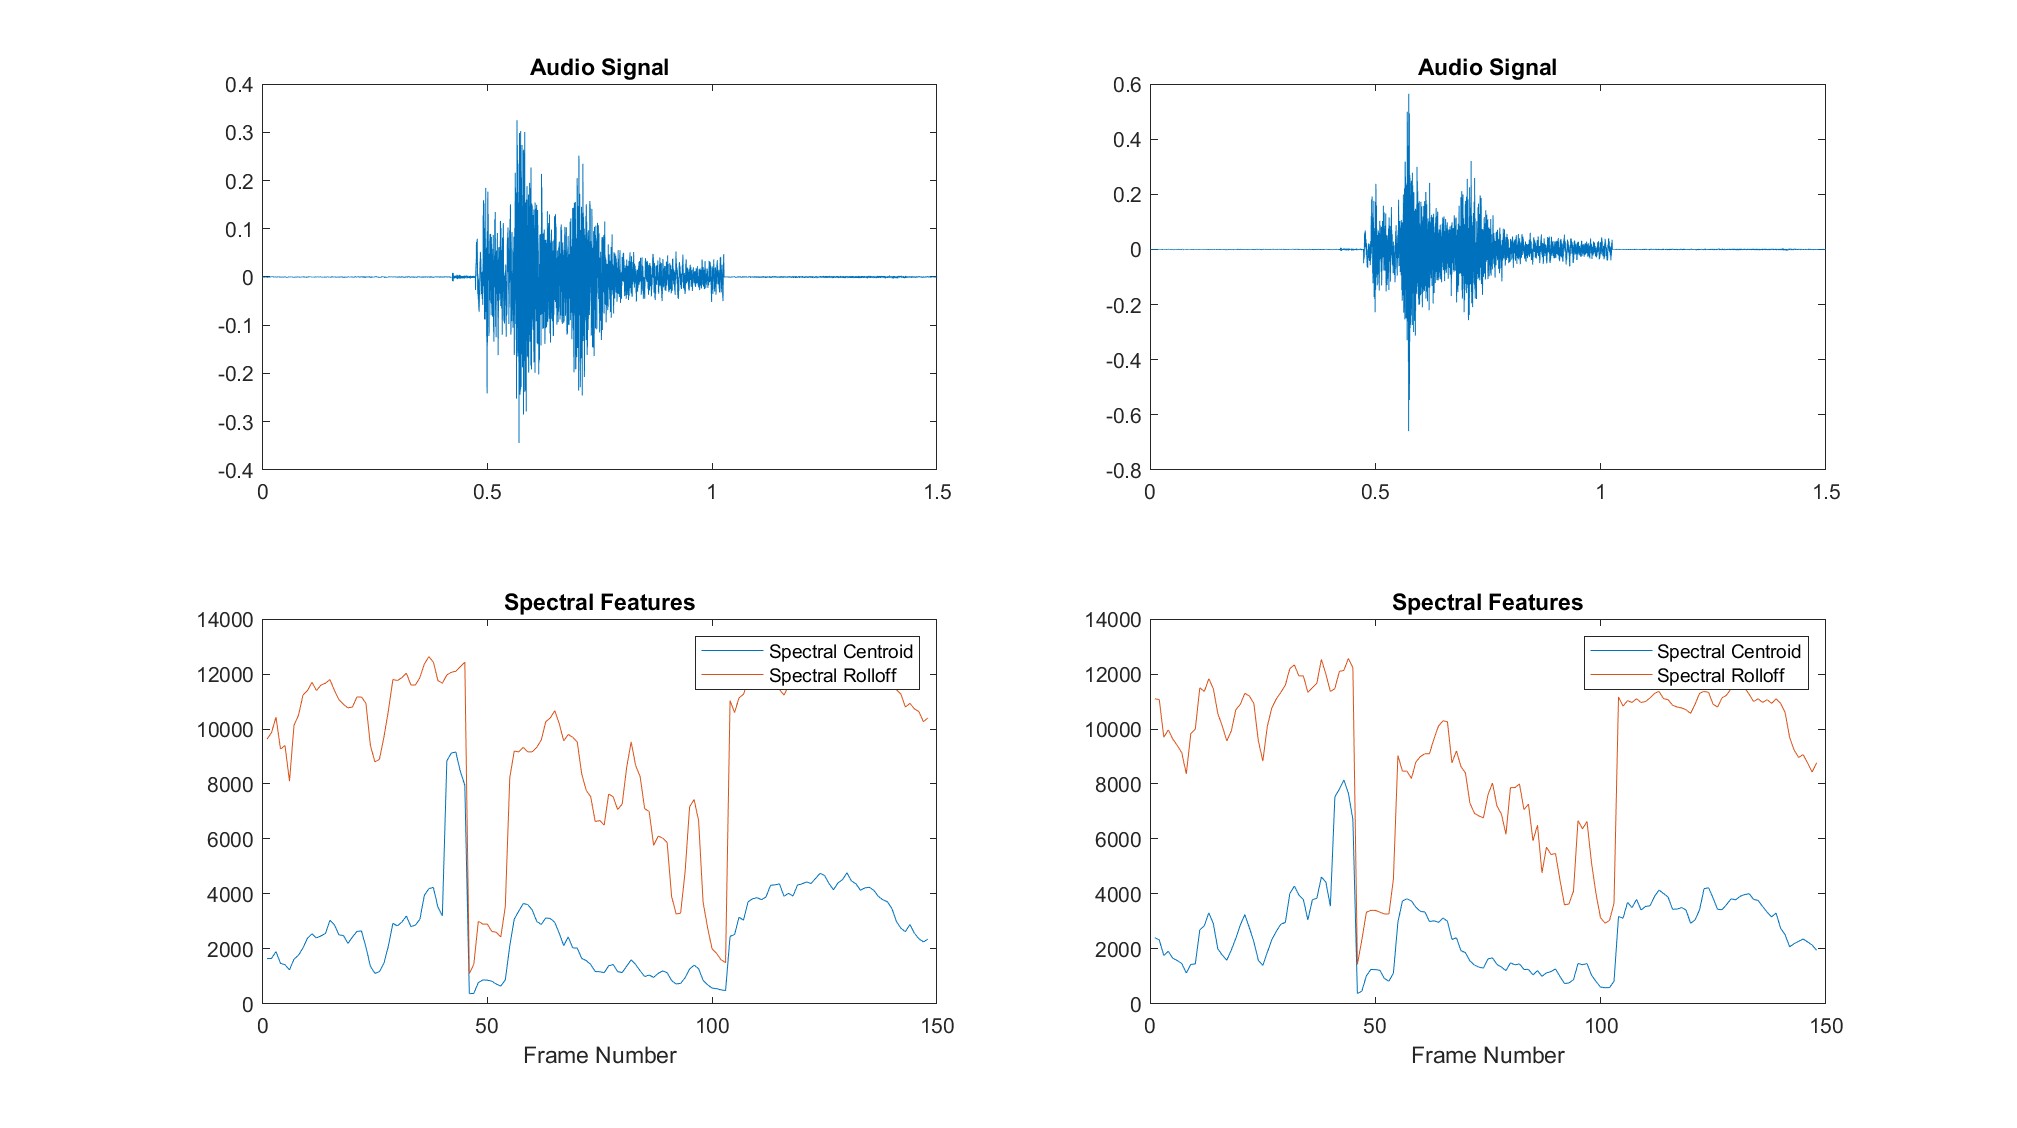 Audio Signal
0.4
0.3
0.2
0.1
0
-0.1
-0.2
-0.3
-0.4
0 0.5 1 1.5
Audio Signal
0.6
0.4
0.2
0
-0.2
-0.4
-0.6
-0.8
0 0.5 1 1.5
Spectral Features
14000
12000
10000
8000
6000
4000
2000
0
Spectral Centroid
Spectral Rolloff
0 50 100 150
Frame Number
Spectral Features
14000
12000
10000
8000
6000
4000
2000
0
Spectral Centroid
Spectral Rolloff
0 50 100 150
Frame Number